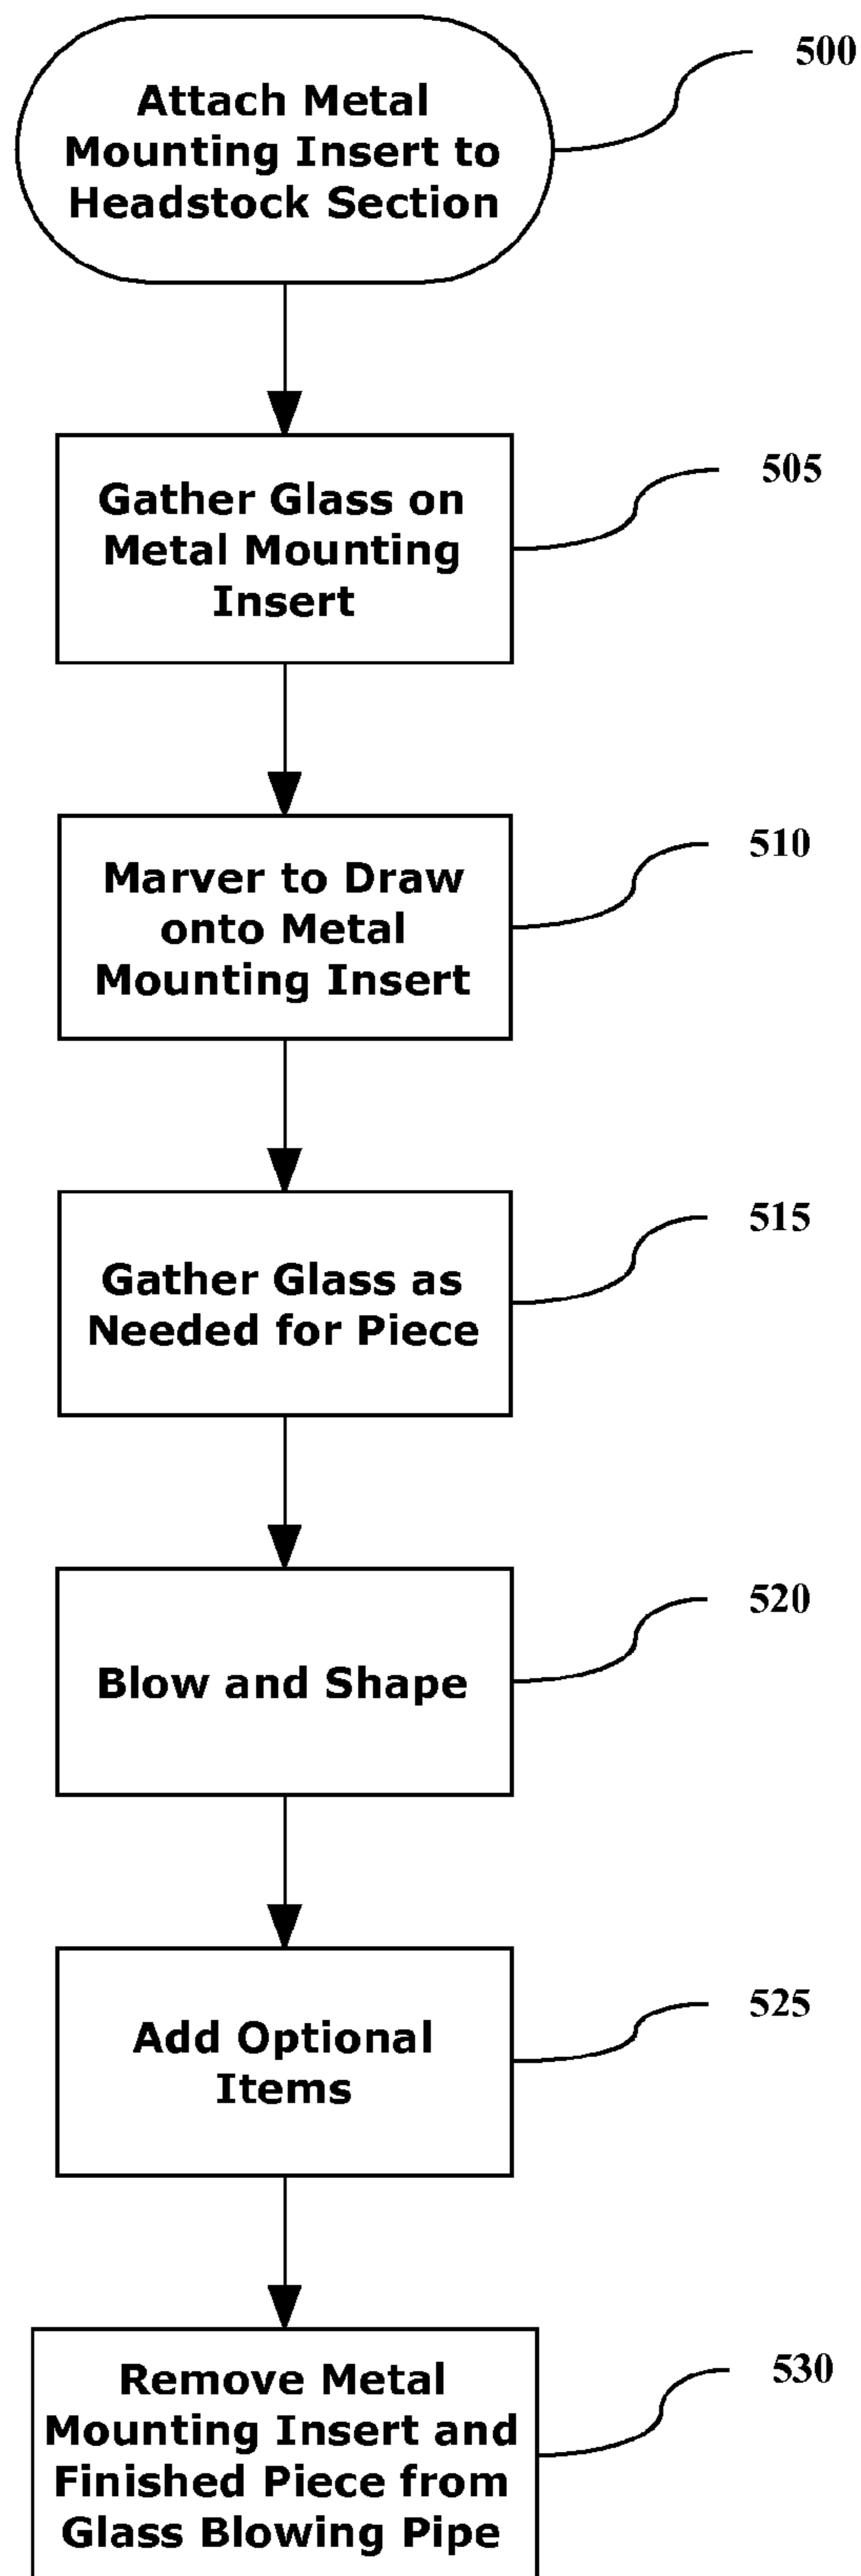 Attach Metal
Mounting Insert to
Headstock Section
500
Gather Glass on
Metal Mounting
Insert
505
Marver to Draw
onto Metal
Mounting Insert
510
Gather Glass as
Needed for Piece
515
Blow and Shape
520
Add Optional
Items
525
Remove Metal
Mounting Insert and
Finished Piece from
Glass Blowing Pipe
530